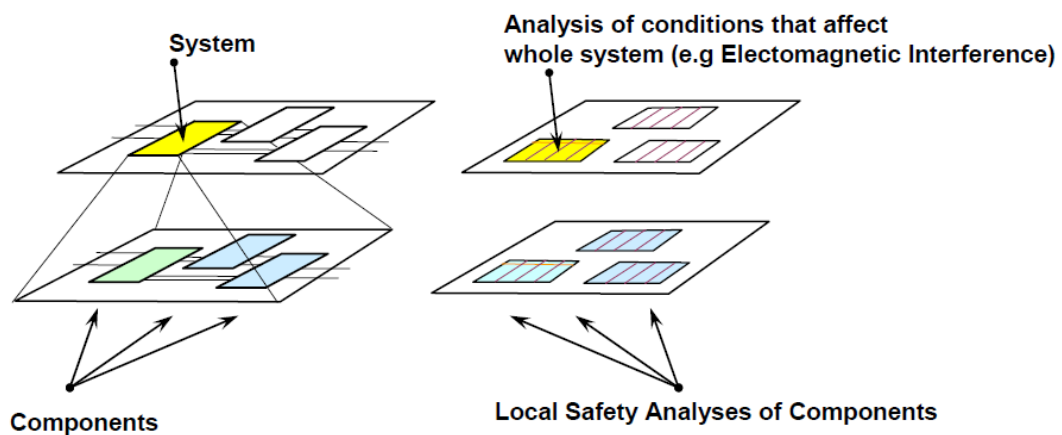 System
Analysis of conditions that affect
whole system (e.g Electomagnetic Interference)
Components
Local Safety Analyses of Components